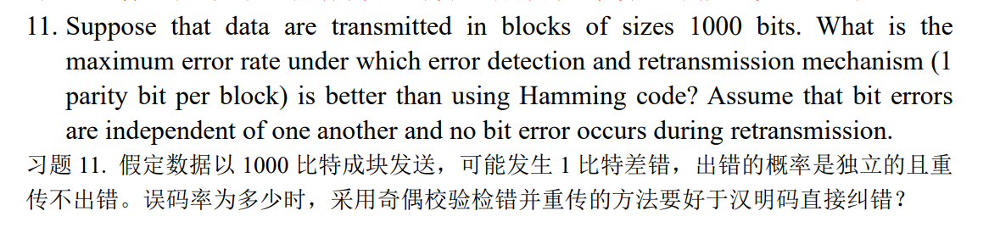 11. Suppose that data are transmitted in blocks of sizes 1000 bits. What is the
maximum error rate under which error detection and retransmission mechanism (1
parity bit per block) is better than using Hamming code? Assume that bit errors
are independent of one another and no bit error occurs during retransmission.
习题 11. 假定数据以 1000 比特成块发送，可能发生 1 比特差错，出错的概率是独立的且重
传不出错。误码率为多少时，采用奇偶校验检错并重传的方法要好于汉明码直接纠错？